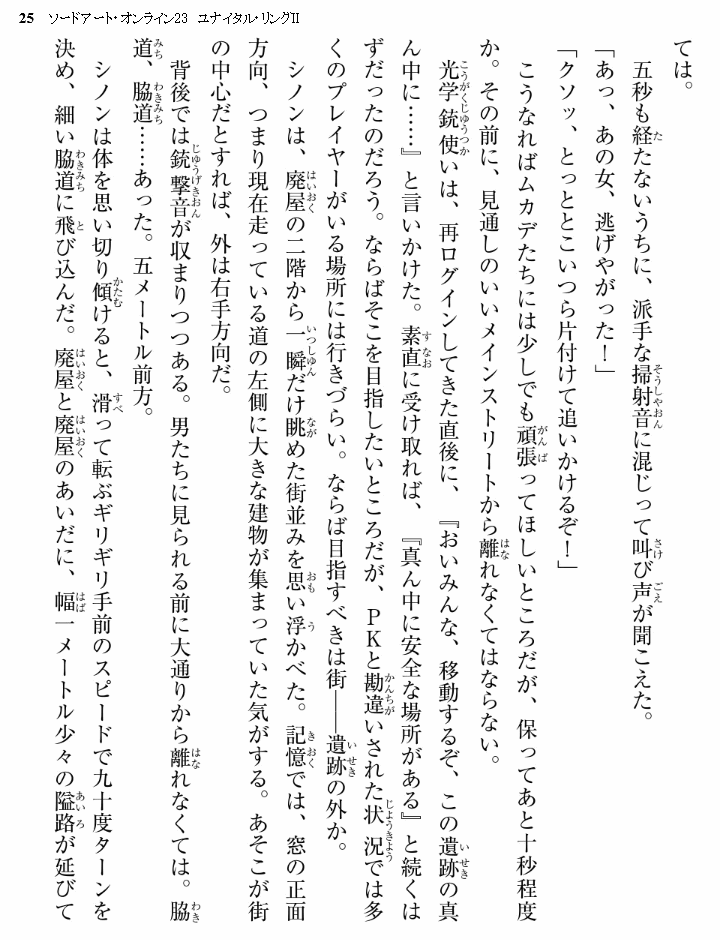 25 ソードアート・オンライン23 ユナイタル・リングⅡ
ては。
五秒も経たないうちに、派手な掃射音に混じって叫び声が聞こえた。
「あっ、あの女、逃げやがった！」
「クソッ、とっととこいつら片付けて追いかけるぞ！」
こうなればムカデたちには少しでも頑張ってほしいところだが、保ってあと十秒程度
か。その前に、見通しのいいメインストリートから離れなくてはならない。
光学銃使いは、再ログインしてきた直後に、『おいみんな、移動するぞ、この遺跡の真
ん中に……』と言いかけた。素直に受け取れば、『真ん中に安全な場所がある』と続くは
ずだったのだろう。ならばそこを目指したいところだが、ＰＫと勘違いされた状況では多
くのプレイヤーがいる場所には行きづらい。ならば目指すべきは街――遺跡の外か。
シノンは、廃屋の二階から一瞬だけ眺めた街並みを思い浮かべた。記憶では、窓の正面
方向、つまり現在走っている道の左側に大きな建物が集まっていた気がする。あそこが街
の中心だとすれば、外は右手方向だ。
背後では銃撃音が収まりつつある。男たちに見られる前に大通りから離れなくては。脇
道、脇道……あった。五メートル前方。
シノンは体を思い切り傾けると、滑って転ぶギリギリ手前のスピードで九十度ターンを
決め、細い脇道に飛び込んだ。廃屋と廃屋のあいだに、幅一メートル少々の隘路が延びて